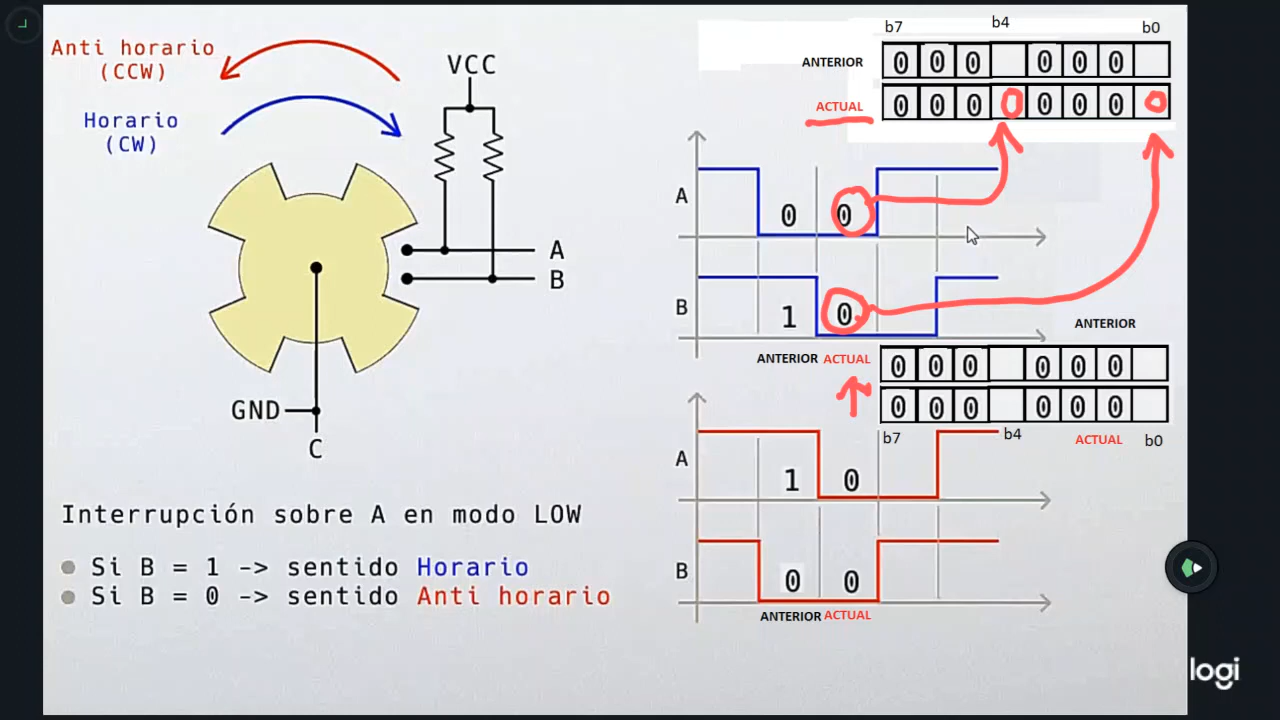 Anti horario
(CCW)
Horario
(CW)
VCC
A
B
GND
C
Interrupción sobre A en modo LOW
Si B = 1 -> sentido Horario
Si B = 0 -> sentido Anti horario
b7 b4 b0
ANTERIOR 0 0 0 0 0 0
ACTUAL 0 0 0 0 0 0 0 0
A 0 0
B 1 0
ANTERIOR ACTUAL
ANTERIOR
0 0 0 0 0 0
0 0 0 0 0 0
b7 b4 ACTUAL b0
A 1 0
B 0 0
ANTERIOR ACTUAL
logi